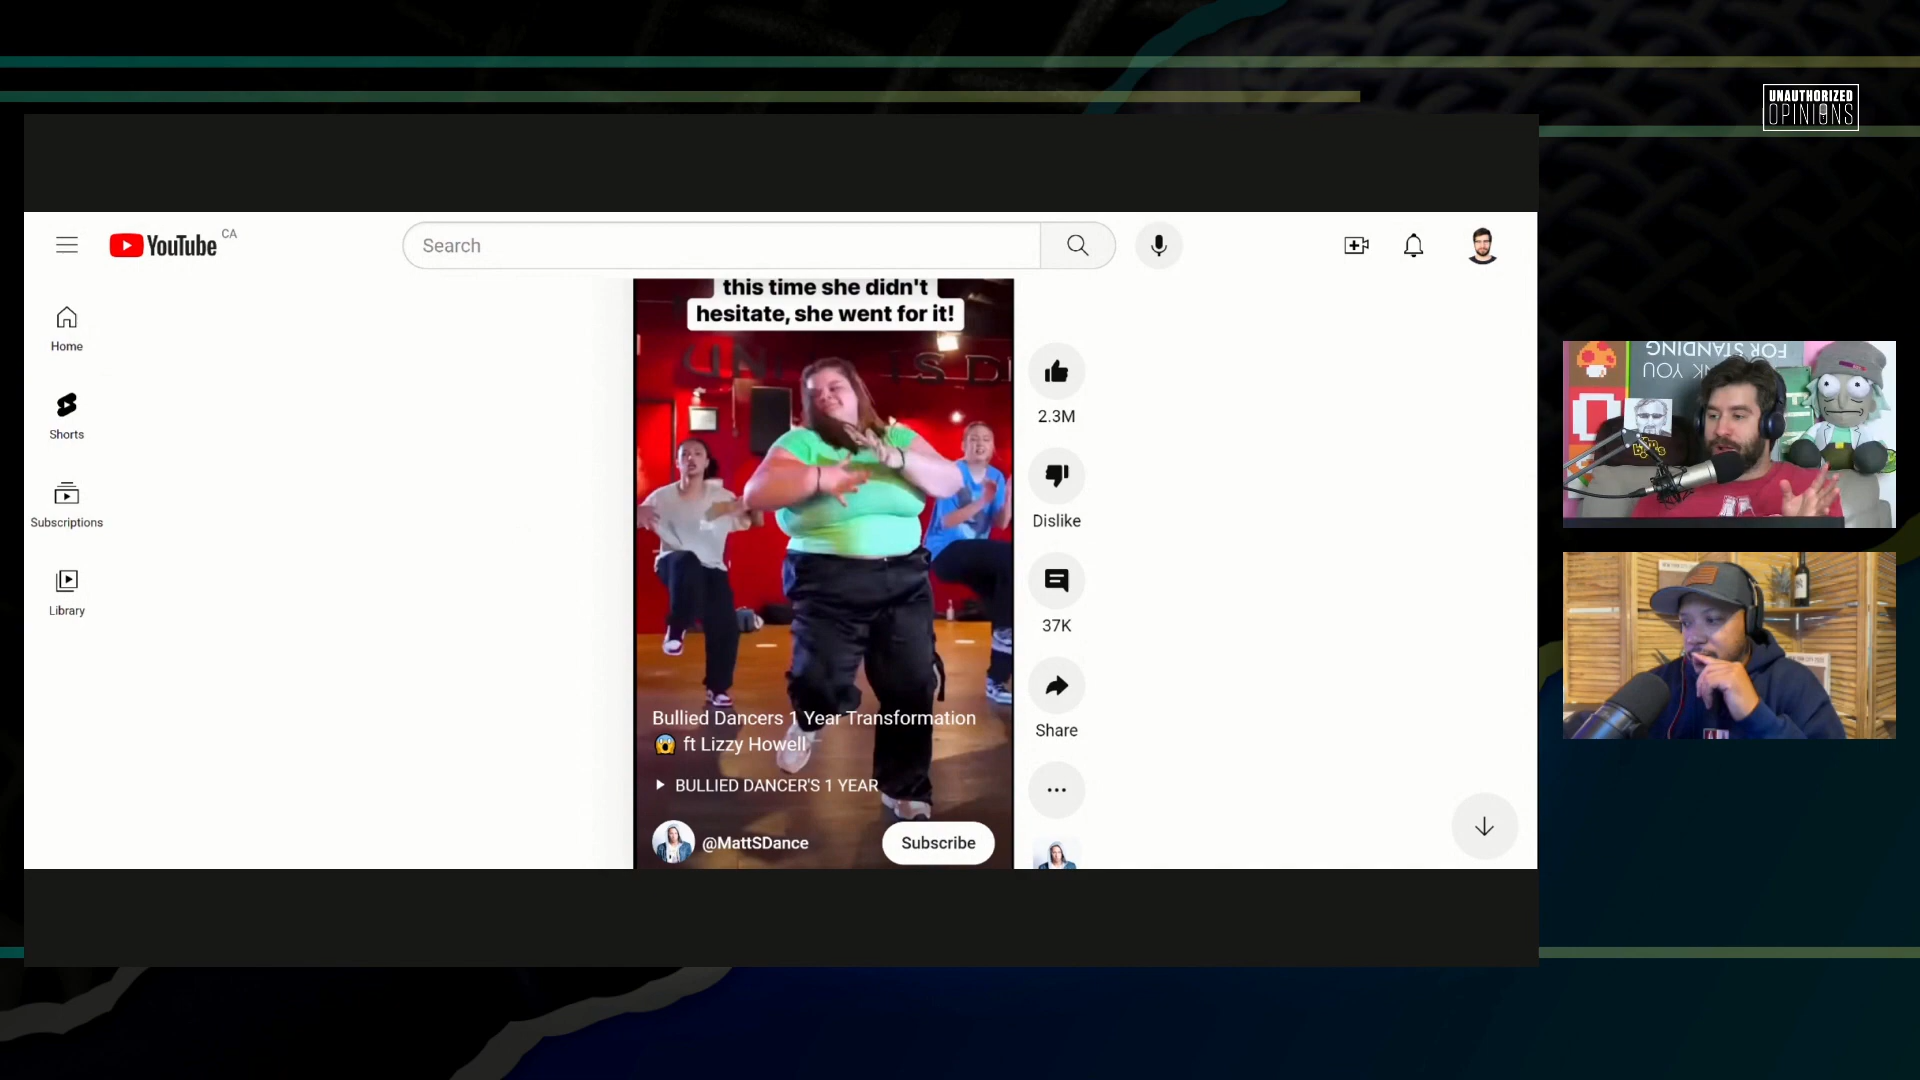 UNAUTHORIZED
OPINIONS
YouTube CA
Search
this time she didn't
hesitate, she went for it!
Home
Shorts
Subscriptions
Library
2.3M
Dislike
37K
Share
Bullied Dancers 1 Year Transformation
😱 ft Lizzy Howell
BULLIED DANCER'S 1 YEAR
@MattSDance
Subscribe
FOR STANDING